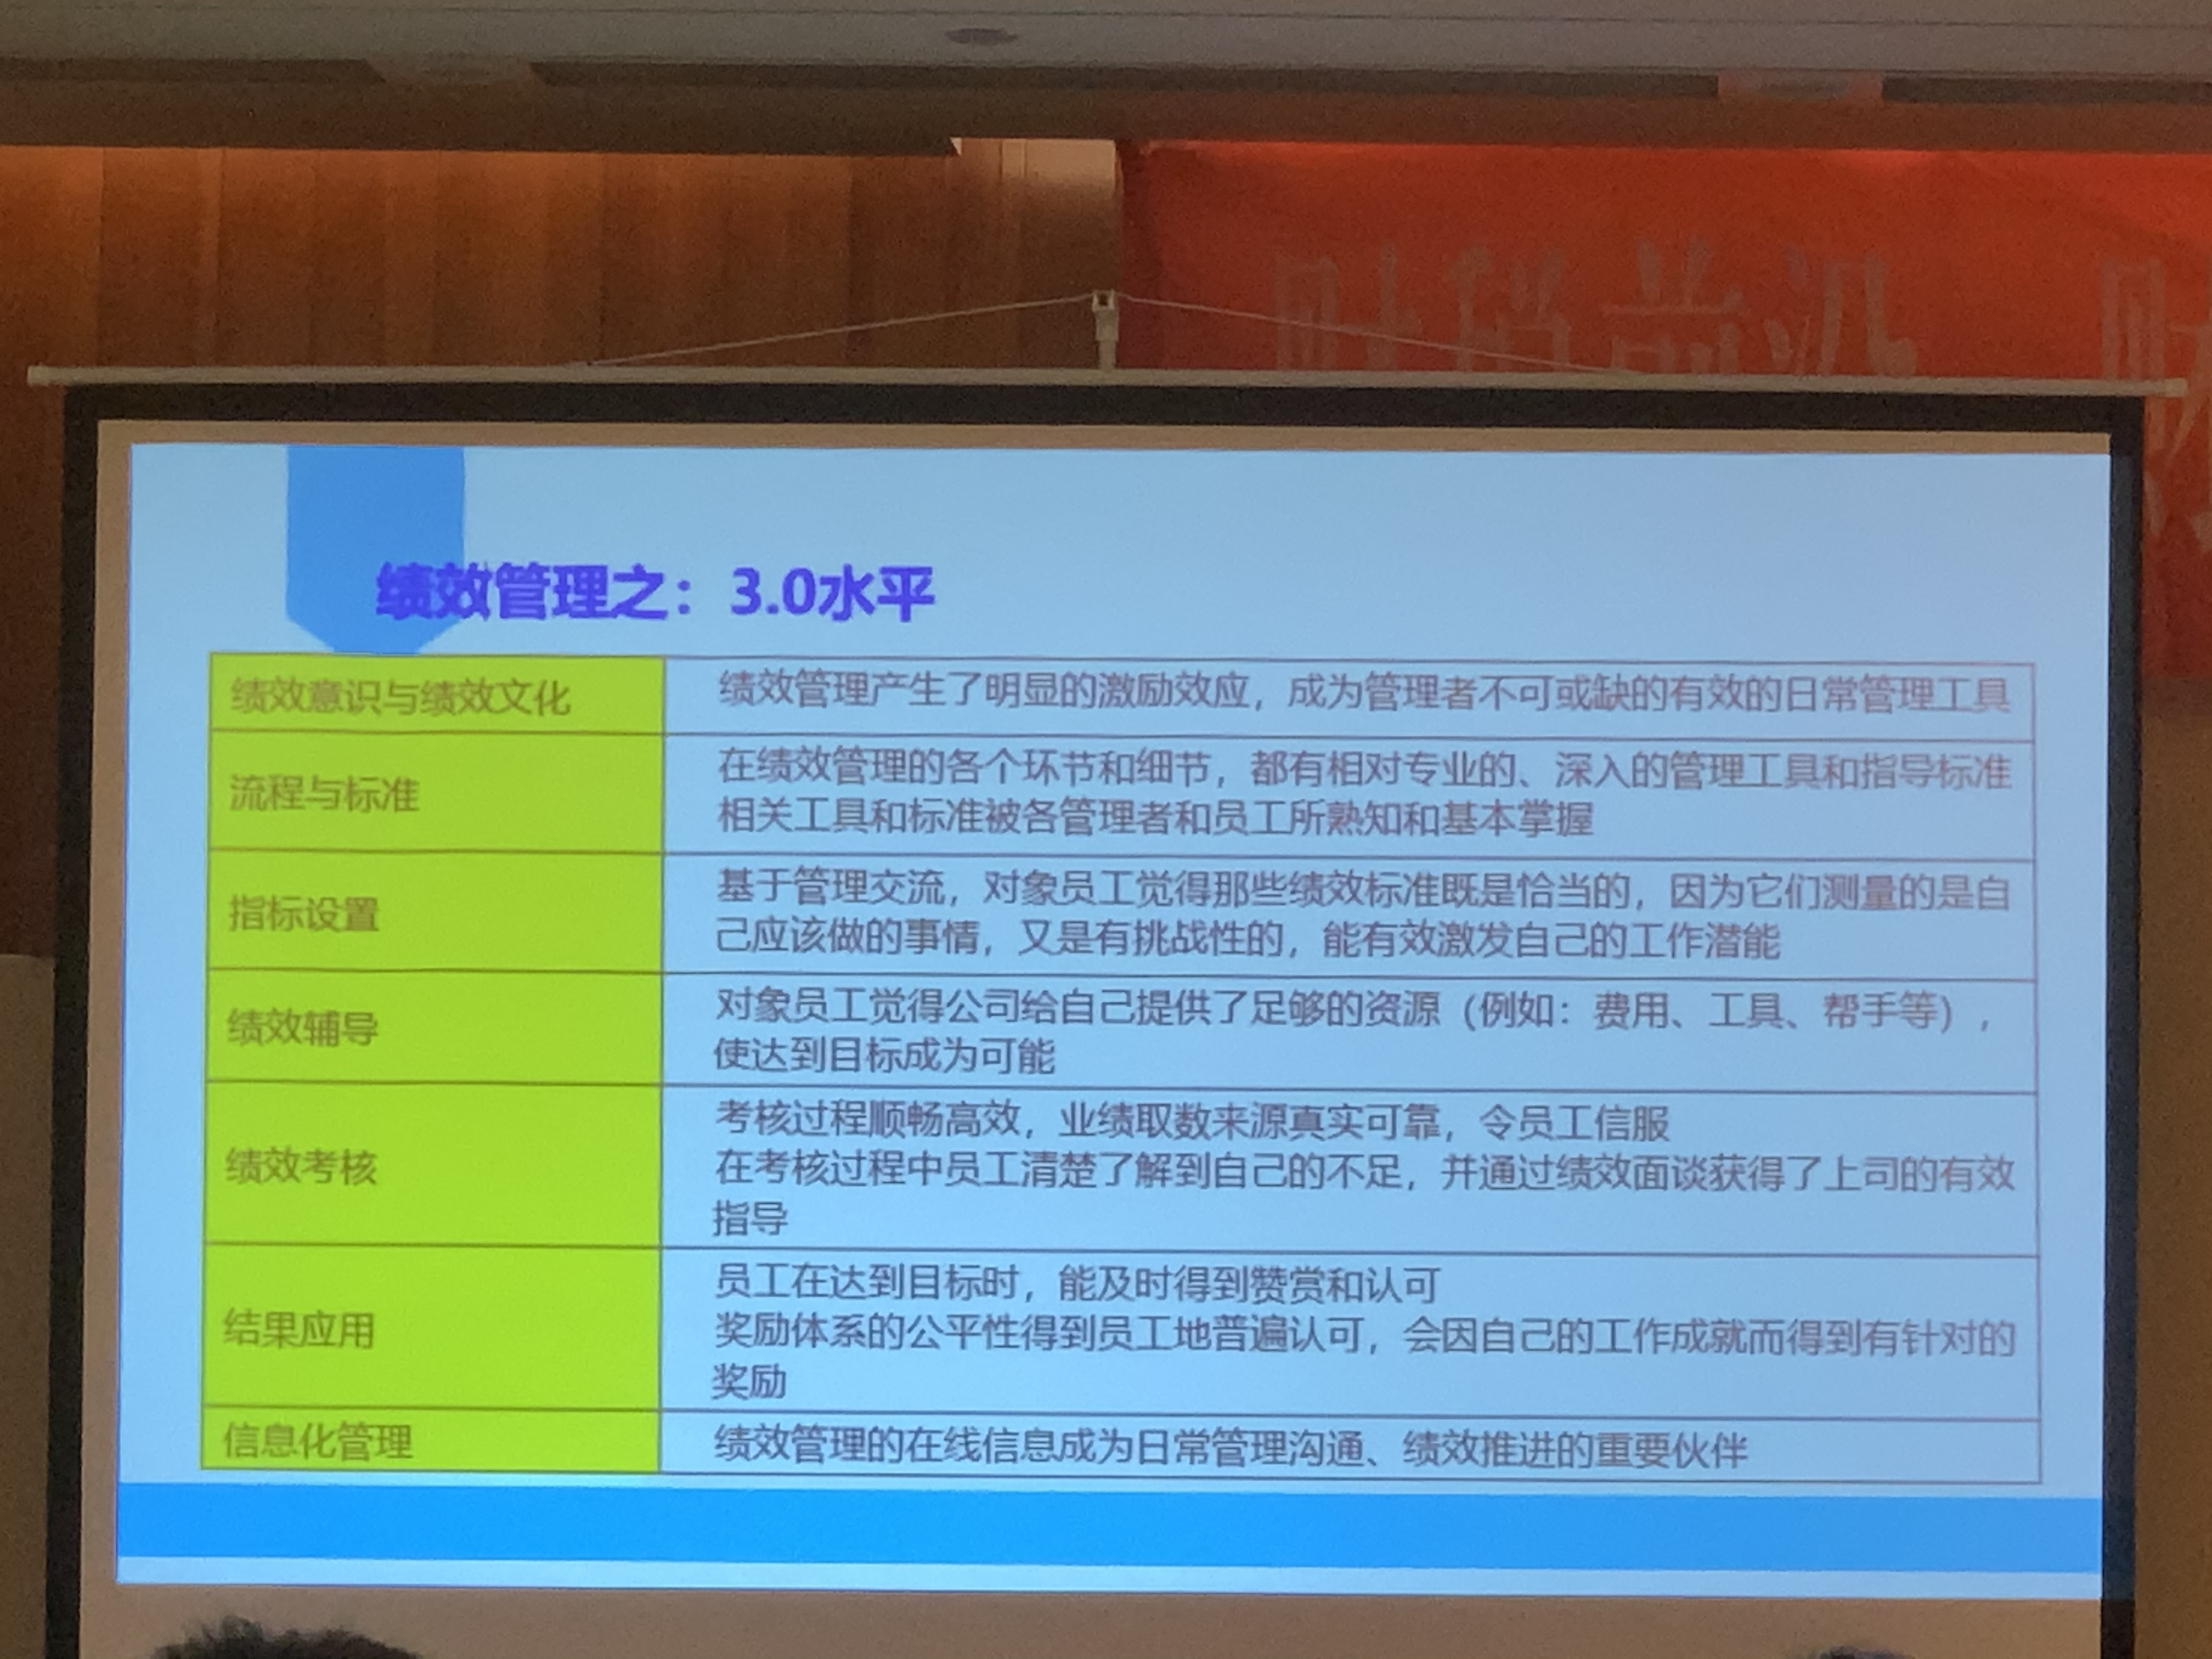 绩效管理之：3.0水平
绩效意识与绩效文化
绩效管理产生了明显的激励效应，成为管理者不可或缺的有效的日常管理工具
流程与标准
在绩效管理的各个环节和细节，都有相对专业的、深入的管理工具和指导标准
相关工具和标准被各管理者和员工所熟知和基本掌握
指标设置
基于管理交流，对象员工觉得那些绩效标准既是恰当的，因为它们测量的是自
己应该做的事情，又是有挑战性的，能有效激发自己的工作潜能
绩效辅导
对象员工觉得公司给自己提供了足够的资源（例如：费用、工具、帮手等），
使达到目标成为可能
绩效考核
考核过程顺畅高效，业绩取数来源真实可靠，令员工信服
在考核过程中员工清楚了解到自己的不足，并通过绩效面谈获得了上司的有效
指导
结果应用
员工在达到目标时，能及时得到赞赏和认可
奖励体系的公平性得到员工地普遍认可，会因自己的工作成就而得到有针对的
奖励
信息化管理
绩效管理的在线信息成为日常管理沟通、绩效推进的重要伙伴